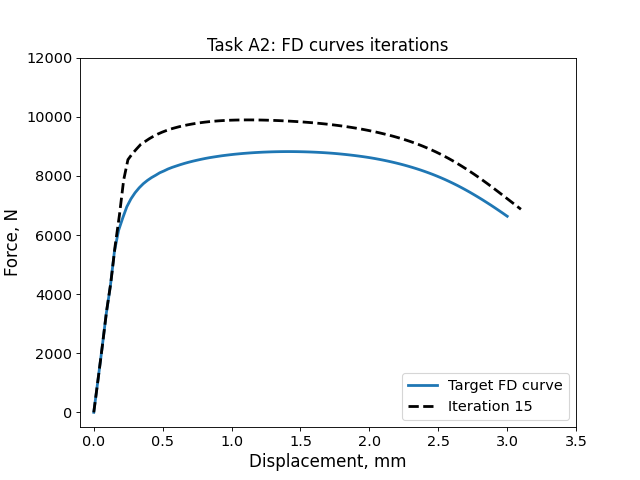 Task A2: FD curves iterations
12000
10000
8000
6000
4000
2000
0
Force, N
0.0 0.5 1.0 1.5 2.0 2.5 3.0 3.5
Displacement, mm
Target FD curve
Iteration 15